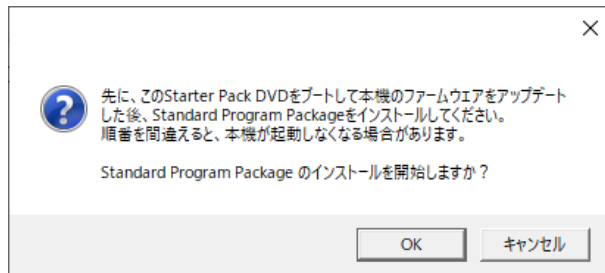 先に、このStarter Pack DVDをブートして本機のファームウエアをアップデート
した後、Standard Program Packageをインストールしてください。
順番を間違えると、本機が起動しなくなる場合があります。
Standard Program Package のインストールを開始しますか？
OK
キャンセル